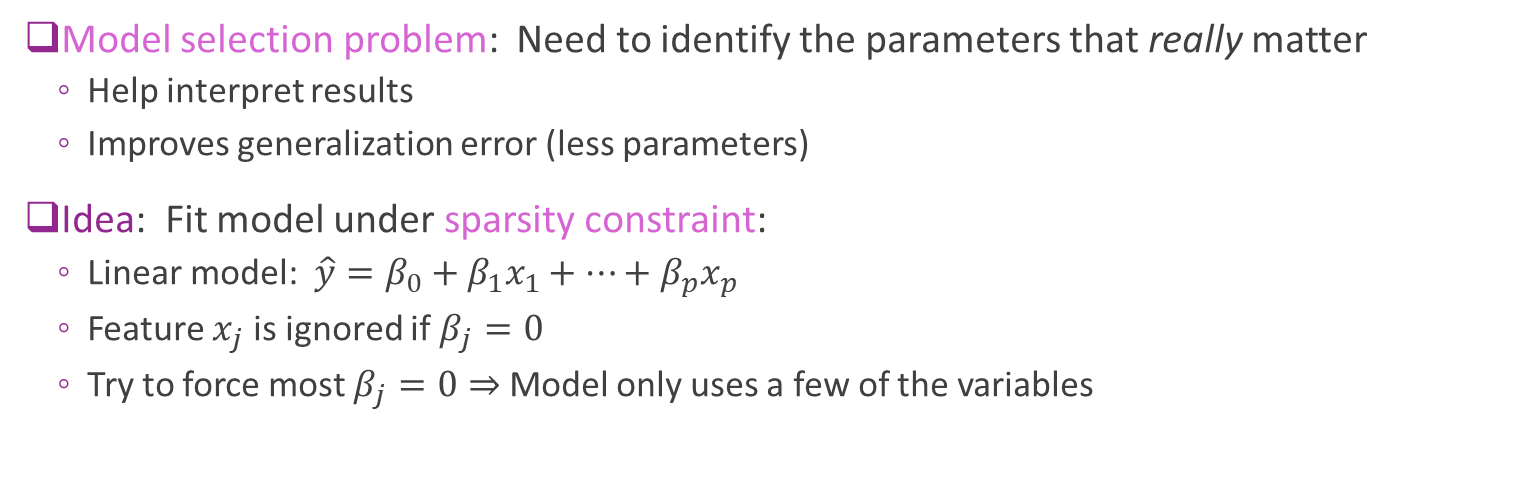 ❑Model selection problem: Need to identify the parameters that really matter
◦ Help interpret results
◦ Improves generalization error (less parameters)
❑Idea: Fit model under sparsity constraint:
◦ Linear model: ŷ = β₀ + β₁x₁ + ⋯ + βₚxₚ
◦ Feature xⱼ is ignored if βⱼ = 0
◦ Try to force most βⱼ = 0 ⇒ Model only uses a few of the variables